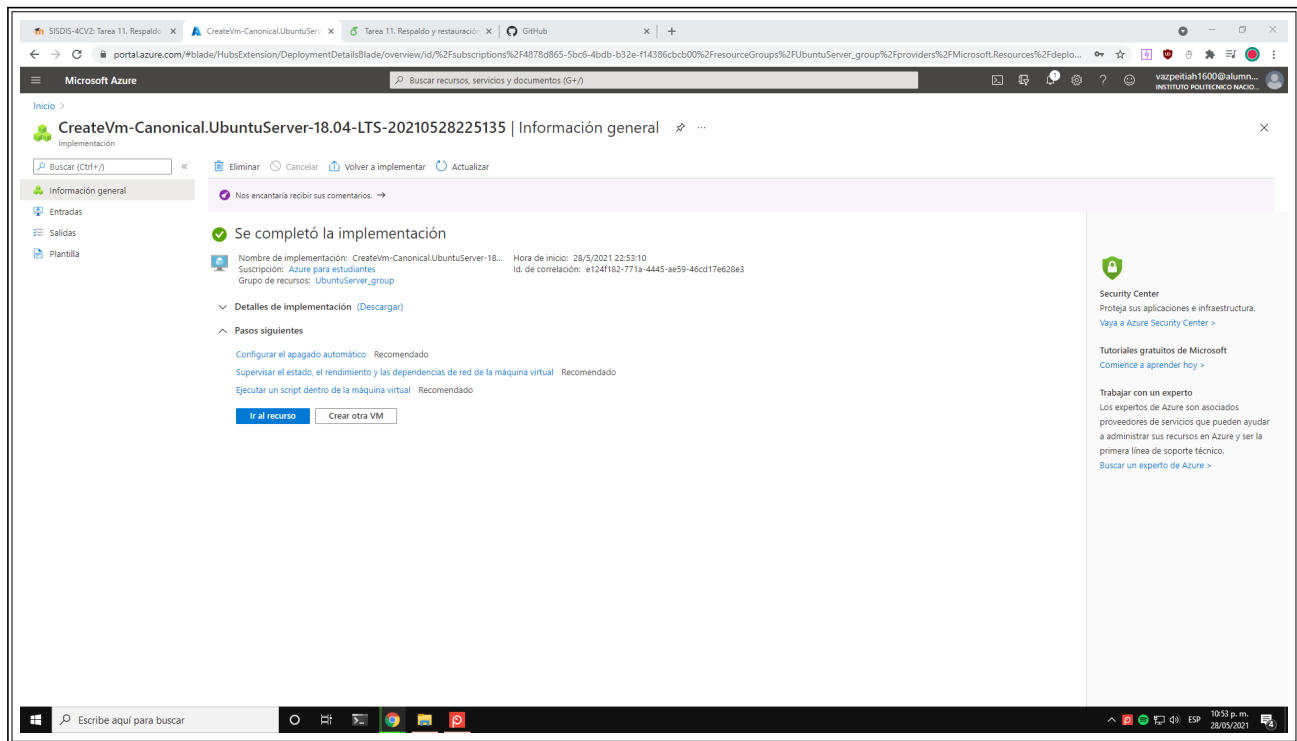 SISDIS-4CV2: Tarea 11. Respaldo
CreateVm-Canonical.UbuntuServ
Tarea 11. Respaldo y restauración
GitHub
portal.azure.com/#blade/HubsExtension/DeploymentDetailsBlade/overview/id/%2Fsubscriptions%2F4878d865-5bc6-4bdb-b32e-f14386cbcb00%2FresourceGroups%2FUbuntuServer_group%2Fproviders%2FMicrosoft.Resources%2Fdeplo...
Microsoft Azure
Buscar recursos, servicios y documentos (G+/)
1
vazpeitiah1600@alumn...
INSTITUTO POLITECNICO NACIO...
Inicio >
CreateVm-Canonical.UbuntuServer-18.04-LTS-20210528225135 | Información general
Implementación
Buscar (Ctrl+/)
Eliminar Cancelar Volver a implementar Actualizar
Información general
Entradas
Salidas
Plantilla
Nos encantaría recibir sus comentarios. →
Se completó la implementación
Nombre de implementación: CreateVm-Canonical.UbuntuServer-18... Hora de inicio: 28/5/2021 22:53:10
Suscripción: Azure para estudiantes Id. de correlación: e124f182-771a-4445-ae59-46cd17e628e3
Grupo de recursos: UbuntuServer_group
Detalles de implementación (Descargar)
Pasos siguientes
Configurar el apagado automático Recomendado
Supervisar el estado, el rendimiento y las dependencias de red de la máquina virtual Recomendado
Ejecutar un script dentro de la máquina virtual Recomendado
Ir al recurso Crear otra VM
Security Center
Proteja sus aplicaciones e infraestructura.
Vaya a Azure Security Center >
Tutoriales gratuitos de Microsoft
Comience a aprender hoy >
Trabajar con un experto
Los expertos de Azure son asociados
proveedores de servicios que pueden ayudar
a administrar sus recursos en Azure y ser la
primera línea de soporte técnico.
Buscar un experto de Azure >
Escribe aquí para buscar
ESP
10:53 p. m.
28/05/2021
4